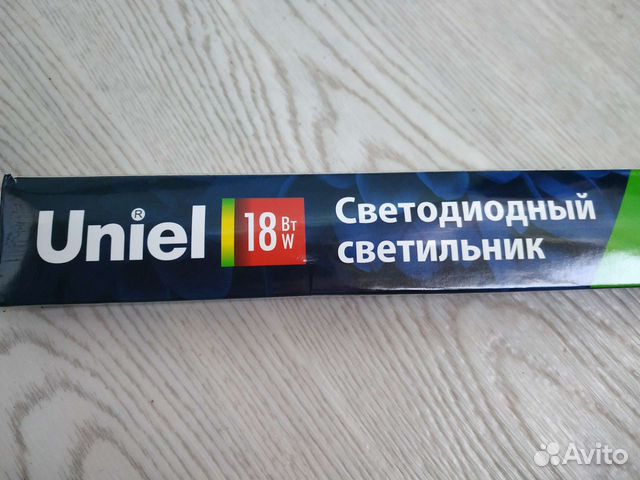 Uniel®
18 Вт
W
Светодиодный
светильник
Avito